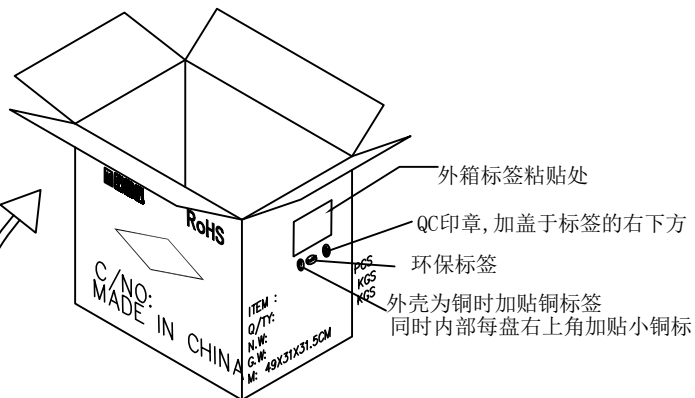 RoHS
C/NO:
MADE IN CHINA
ITEM :
Q/TY: PCS
N.W: KGS
G.W: KGS
M: 49X31X31.5CM
外箱标签粘贴处
QC印章,加盖于标签的右下方
环保标签
外壳为铜时加贴铜标签
同时内部每盘右上角加贴小铜标